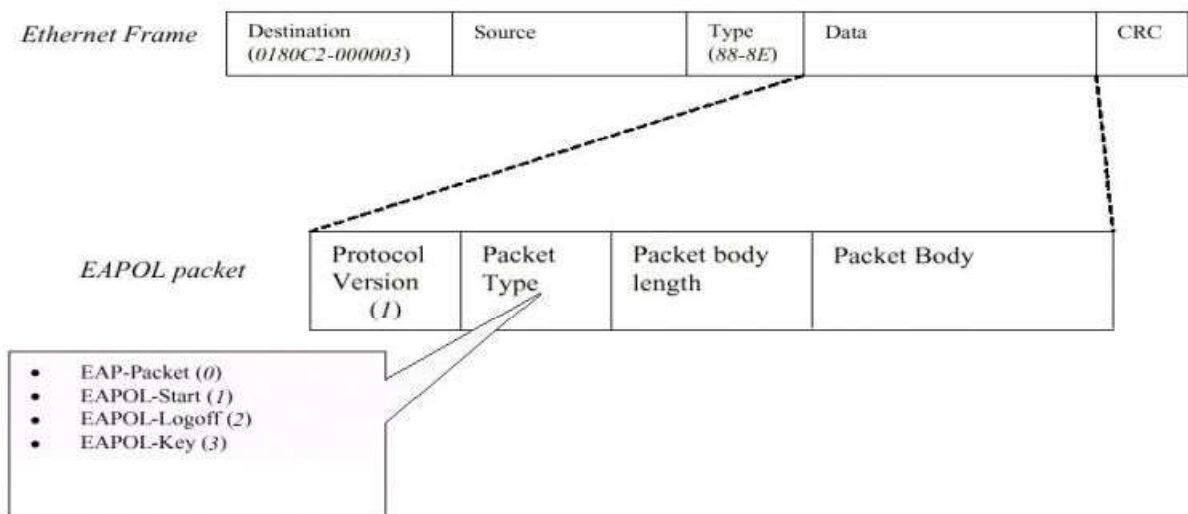 Ethernet Frame
Destination
(0180C2-000003)
Source
Type
(88-8E)
Data
CRC
EAPOL packet
Protocol
Version
(1)
Packet
Type
Packet body
length
Packet Body
• EAP-Packet (0)
• EAPOL-Start (1)
• EAPOL-Logoff (2)
• EAPOL-Key (3)